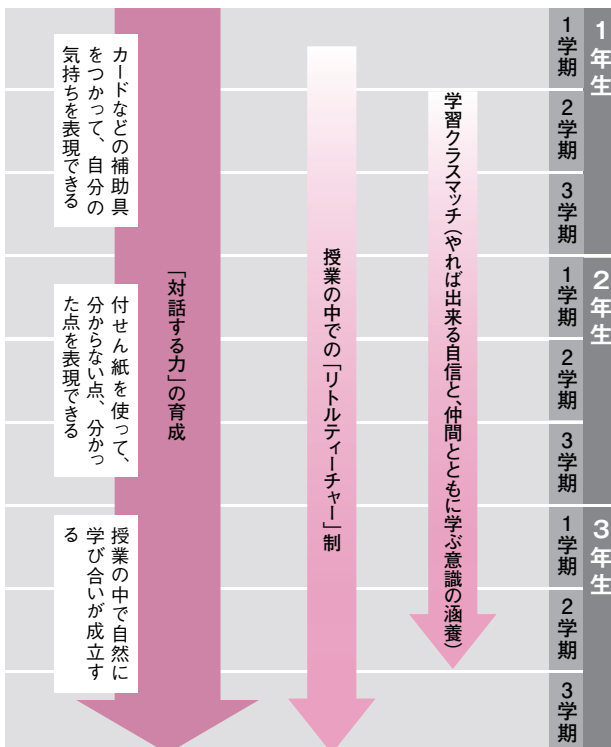 1年生
1学期
2学期
3学期
2年生
1学期
2学期
3学期
3年生
1学期
2学期
3学期
学習クラスマッチ(やれば出来る自信と、仲間とともに学ぶ意識の涵養)
授業の中での「リトルティーチャー」制
「対話する力」の育成
カードなどの補助具
をつかって、自分の
気持ちを表現できる
付せん紙を使って、
分からない点、分かっ
た点を表現できる
授業の中で自然に
学び合いが成立す
る